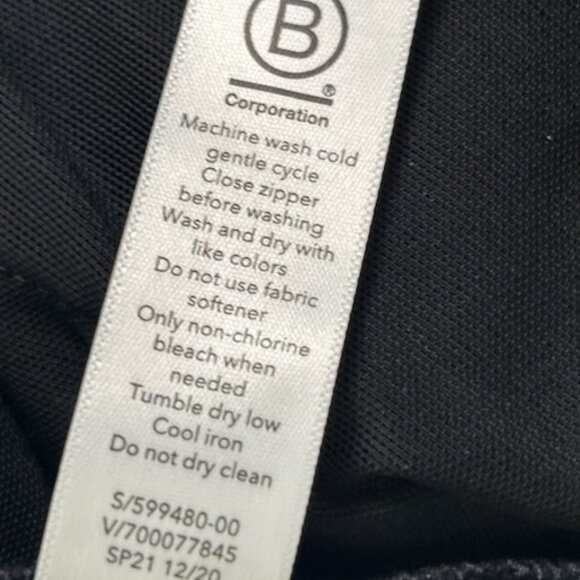 B
®
Corporation
Machine wash cold
gentle cycle
Close zipper
before washing
Wash and dry with
like colors
Do not use fabric
softener
Only non-chlorine
bleach when
needed
Tumble dry low
Cool iron
Do not dry clean
S/599480-00
V/700077845
SP21 12/20